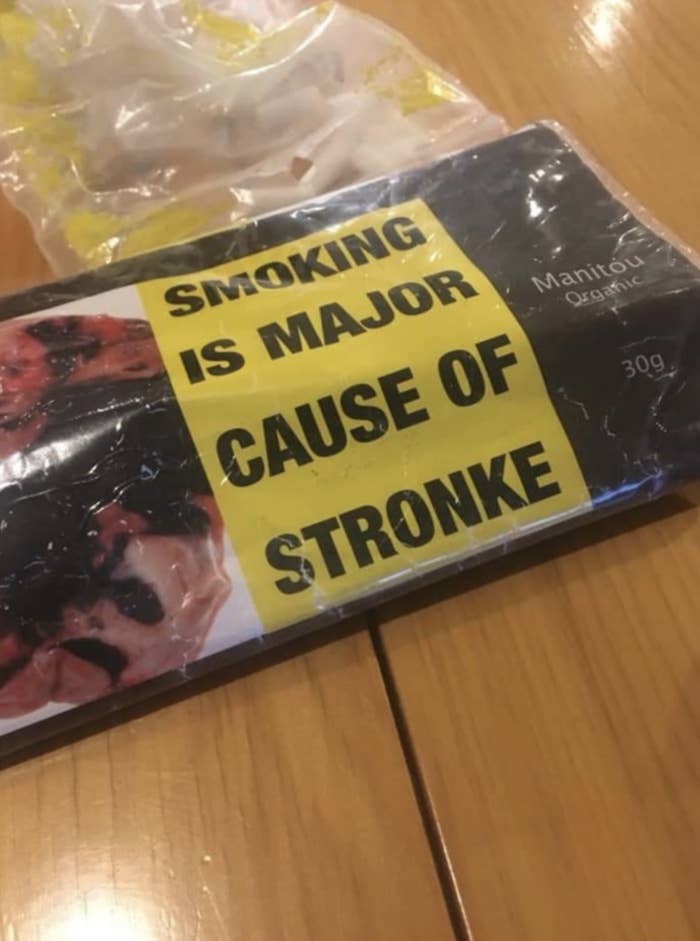 SMOKING
IS MAJOR
CAUSE OF
STRONKE
Manitou
Organic
30g